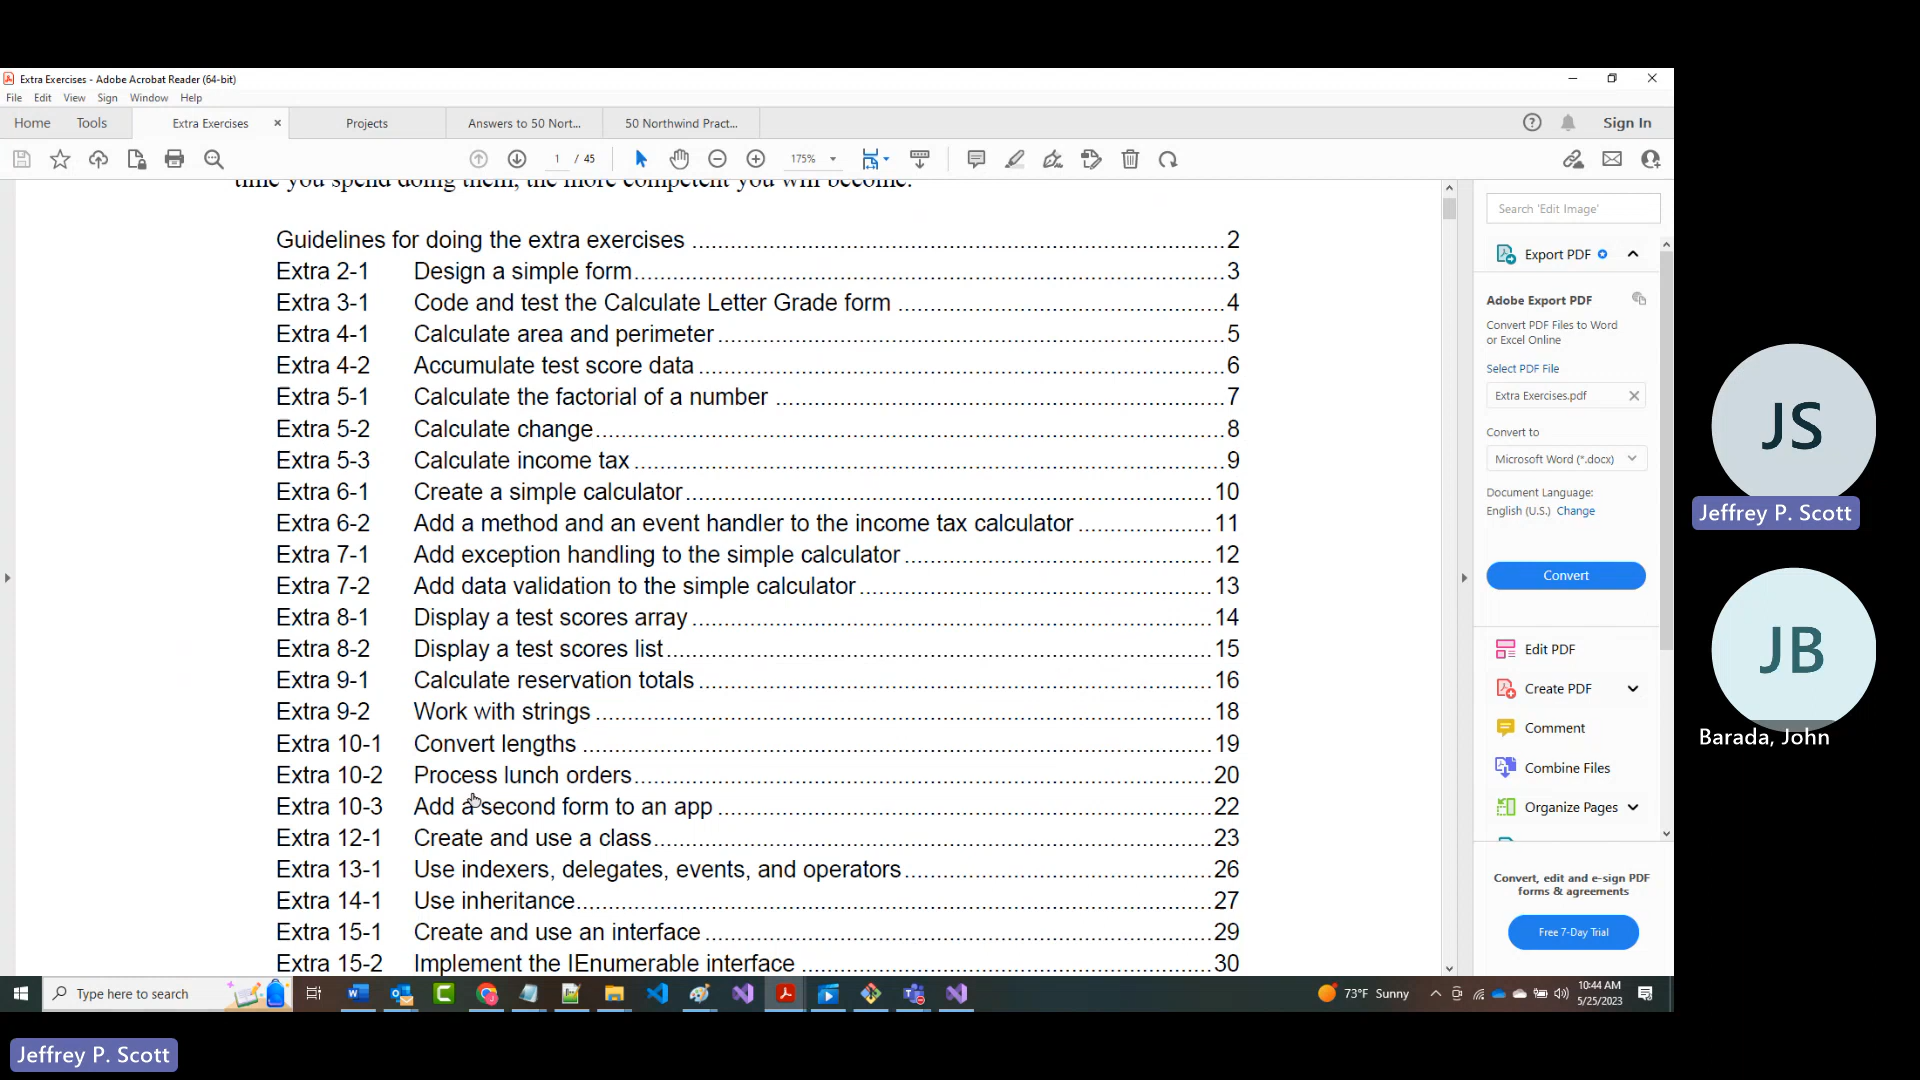 Extra Exercises - Adobe Acrobat Reader (64-bit)
File Edit View Sign Window Help
Home Tools Extra Exercises × Projects Answers to 50 Nort... 50 Northwind Pract... Sign In
1 / 45 175%
time you spend doing them, the more competent you will become.
Guidelines for doing the extra exercises 2
Extra 2-1 Design a simple form 3
Extra 3-1 Code and test the Calculate Letter Grade form 4
Extra 4-1 Calculate area and perimeter 5
Extra 4-2 Accumulate test score data 6
Extra 5-1 Calculate the factorial of a number 7
Extra 5-2 Calculate change 8
Extra 5-3 Calculate income tax 9
Extra 6-1 Create a simple calculator 10
Extra 6-2 Add a method and an event handler to the income tax calculator 11
Extra 7-1 Add exception handling to the simple calculator 12
Extra 7-2 Add data validation to the simple calculator 13
Extra 8-1 Display a test scores array 14
Extra 8-2 Display a test scores list 15
Extra 9-1 Calculate reservation totals 16
Extra 9-2 Work with strings 18
Extra 10-1 Convert lengths 19
Extra 10-2 Process lunch orders 20
Extra 10-3 Add a second form to an app 22
Extra 12-1 Create and use a class 23
Extra 13-1 Use indexers, delegates, events, and operators 26
Extra 14-1 Use inheritance 27
Extra 15-1 Create and use an interface 29
Extra 15-2 Implement the IEnumerable interface 30
Search 'Edit Image'
Export PDF
Adobe Export PDF
Convert PDF Files to Word
or Excel Online
Select PDF File
Extra Exercises.pdf
Convert to
Microsoft Word (*.docx)
Document Language:
English (U.S.) Change
Convert
Edit PDF
Create PDF
Comment
Combine Files
Organize Pages
Convert, edit and e-sign PDF
forms & agreements
Free 7-Day Trial
JS
Jeffrey P. Scott
JB
Barada, John
Type here to search
73°F Sunny
10:44 AM
5/25/2023
Jeffrey P. Scott